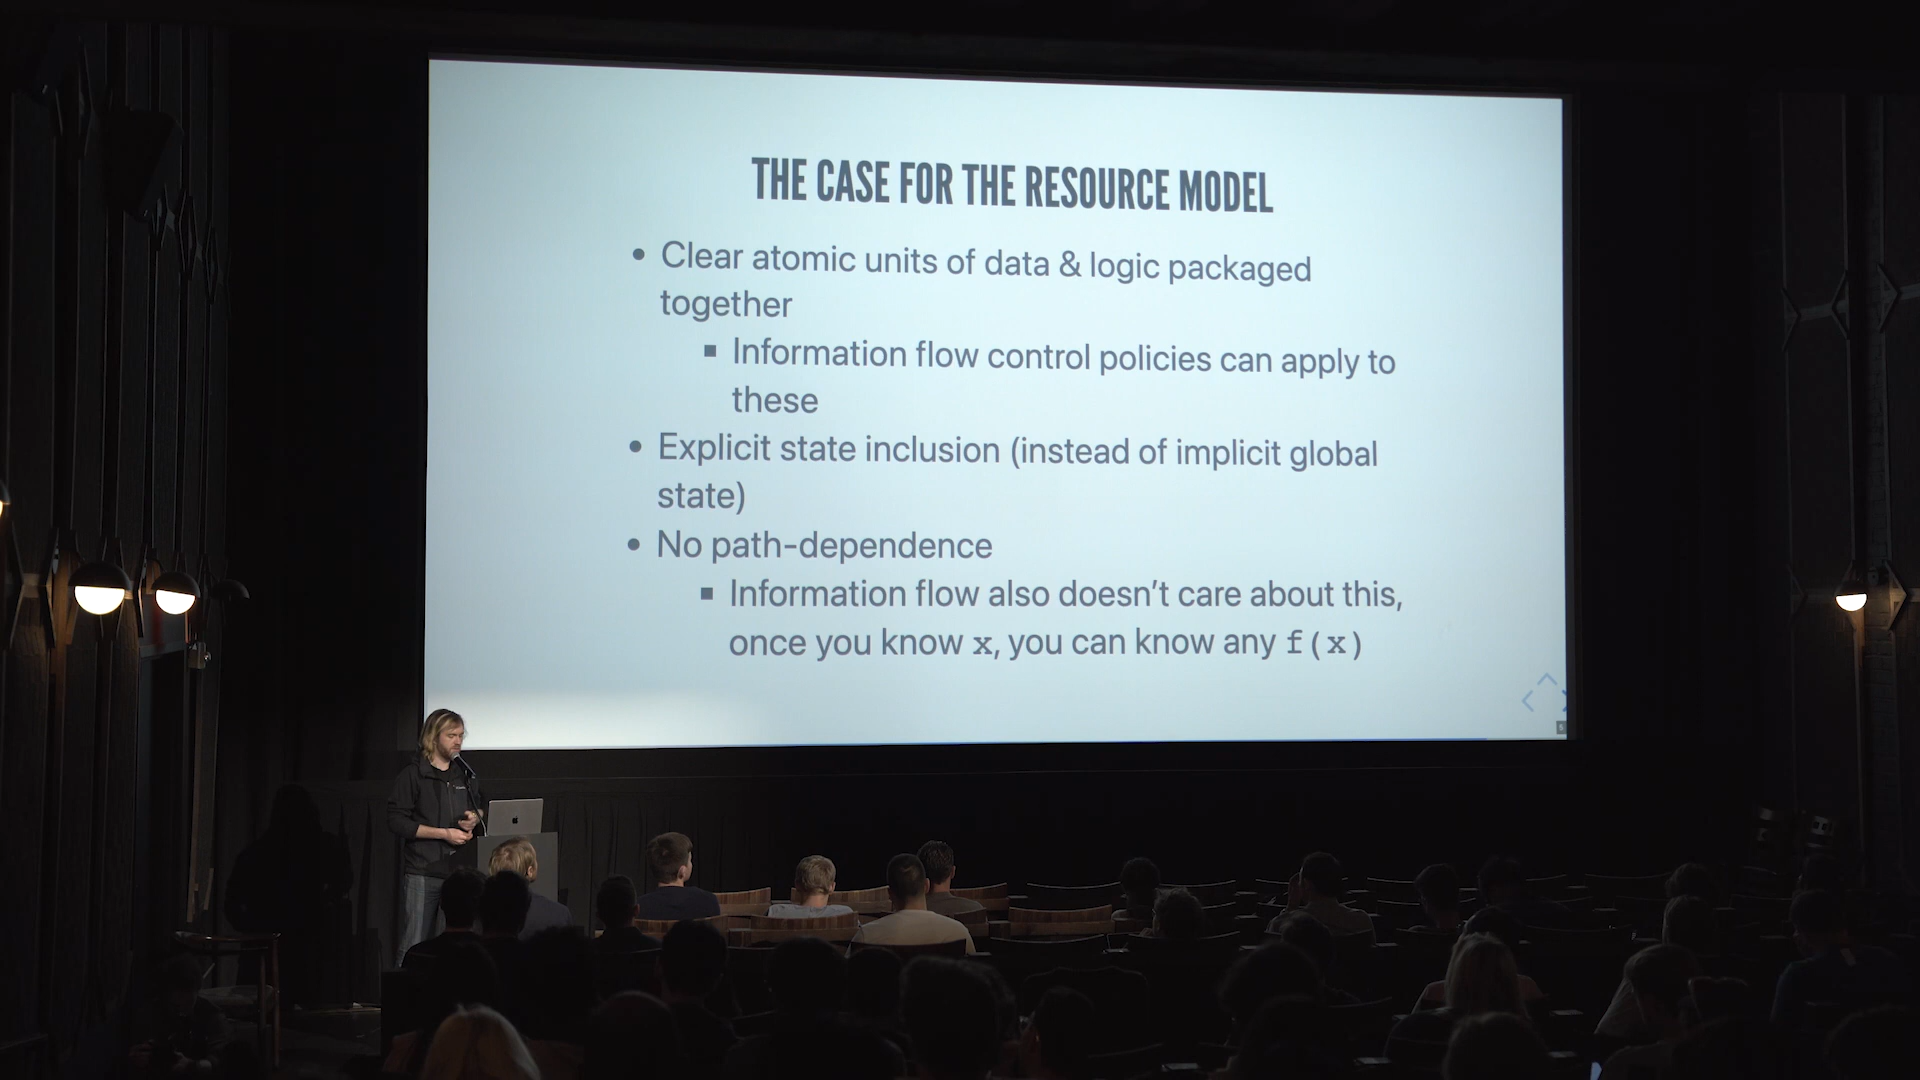 THE CASE FOR THE RESOURCE MODEL
• Clear atomic units of data & logic packaged
together
▪ Information flow control policies can apply to
these
• Explicit state inclusion (instead of implicit global
state)
• No path-dependence
▪ Information flow also doesn’t care about this,
once you know x, you can know any f(x)